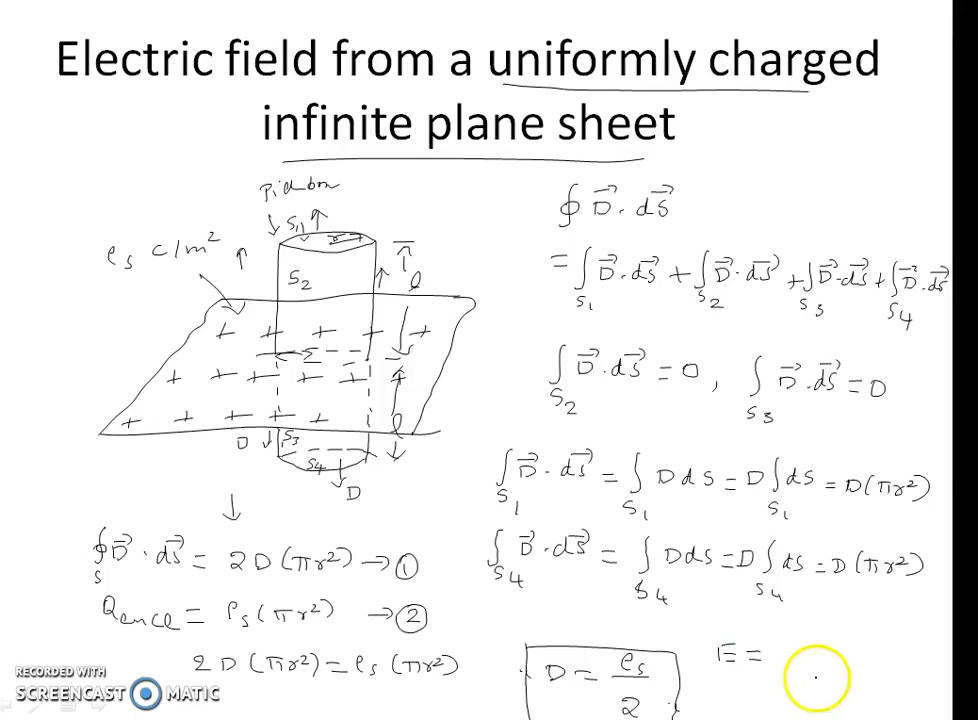 Electric field from a uniformly charged
infinite plane sheet
Pillbox
S₁
ρs C/m²
S₂
l
+ + + + +
+ + + + +
+ + + + +
l
D S₃
S₄
D
∮ D⃗ · dS⃗
= ∫S₁ D⃗ · dS⃗ + ∫S₂ D⃗ · dS⃗ + ∫S₃ D⃗ · dS⃗ + ∫S₄ D⃗ · dS⃗
∫S₂ D⃗ · dS⃗ = 0 , ∫S₃ D⃗ · dS⃗ = 0
∫S₁ D⃗ · dS⃗ = ∫S₁ D dS = D ∫S₁ dS = D(πr²)
∫S₄ D⃗ · dS⃗ = ∫S₄ D dS = D ∫S₄ dS = D(πr²)
∮S D⃗ · dS⃗ = 2D(πr²) → ①
Qencl = ρs(πr²) → ②
2D(πr²) = ρs(πr²)
D = ρs/2
E =
RECORDED WITH
SCREENCAST MATIC